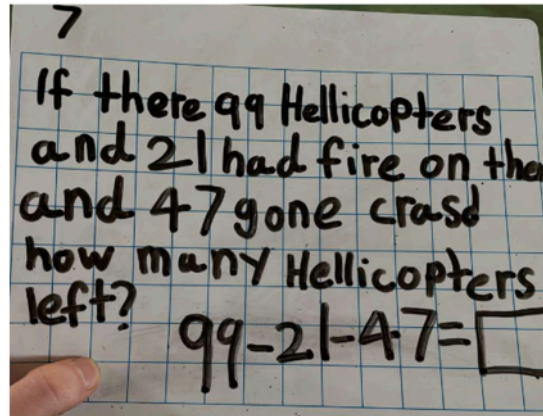 7
If there 99 Hellicopters
and 21 had fire on the
and 47 gone crasd
how many Hellicopters
left?
99-21-47=